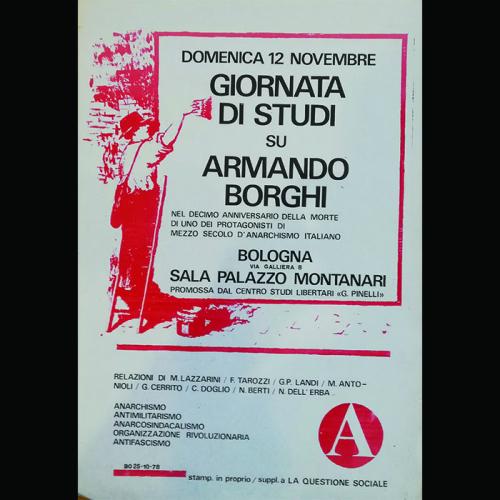 DOMENICA 12 NOVEMBRE
GIORNATA
DI STUDI
SU
ARMANDO
BORGHI
NEL DECIMO ANNIVERSARIO DELLA MORTE
DI UNO DEI PROTAGONISTI DI
MEZZO SECOLO D'ANARCHISMO ITALIANO
BOLOGNA
VIA GALLIERA 8
SALA PALAZZO MONTANARI
PROMOSSA DAL CENTRO STUDI LIBERTARI «G. PINELLI»
RELAZIONI DI M. LAZZARINI / F. TAROZZI / G.P. LANDI / M. ANTO-
NIOLI / G. CERRITO / C. DOGLIO / N. BERTI / N. DELL'ERBA
ANARCHISMO
ANTIMILITARISMO
ANARCOSINDACALISMO
ORGANIZZAZIONE RIVOLUZIONARIA
ANTIFASCISMO
A
BO 25-10-78
stamp. in proprio / suppl. a LA QUESTIONE SOCIALE